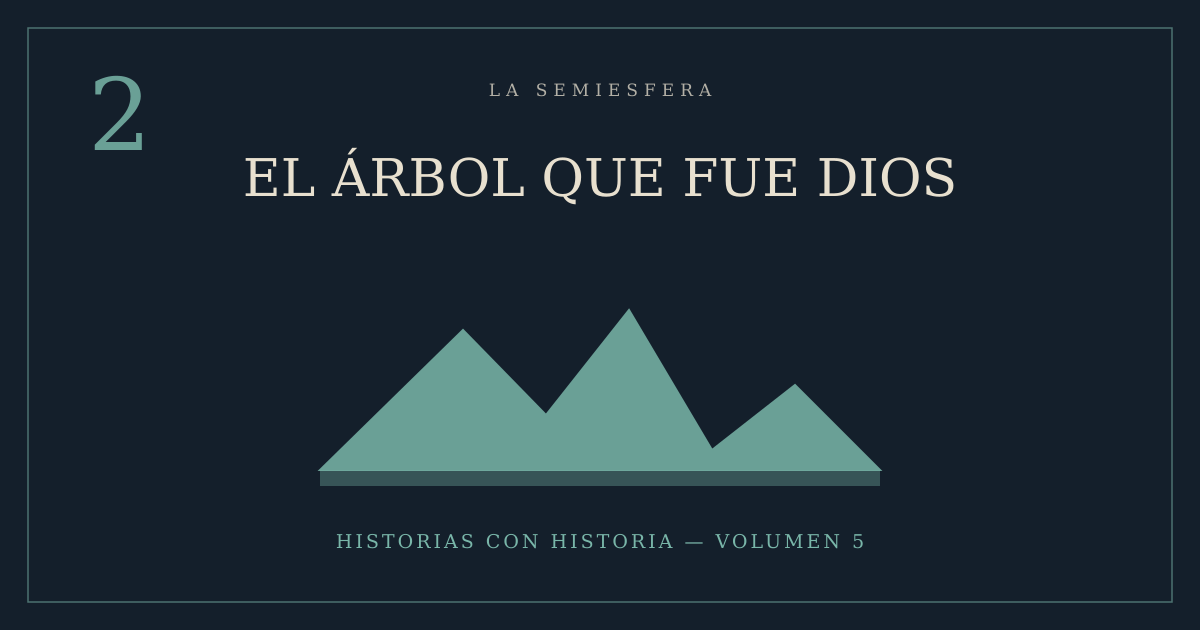 2
LA SEMIESFERA
EL ÁRBOL QUE FUE DIOS
HISTORIAS CON HISTORIA — VOLUMEN 5